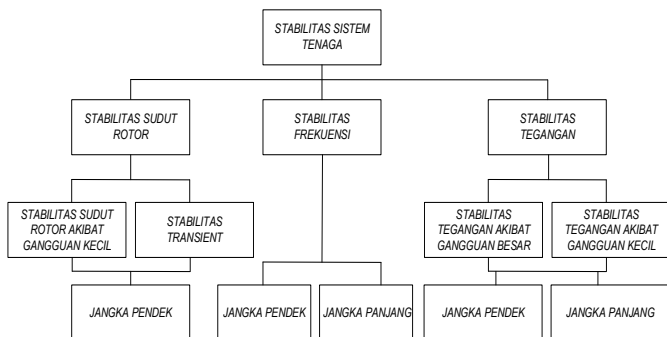 STABILITAS SISTEM
TENAGA
STABILITAS SUDUT
ROTOR
STABILITAS
FREKUENSI
STABILITAS
TEGANGAN
STABILITAS SUDUT
ROTOR AKIBAT
GANGGUAN KECIL
STABILITAS
TRANSIENT
STABILITAS
TEGANGAN AKIBAT
GANGGUAN BESAR
STABILITAS
TEGANGAN AKIBAT
GANGGUAN KECIL
JANGKA PENDEK
JANGKA PENDEK
JANGKA PANJANG
JANGKA PENDEK
JANGKA PANJANG